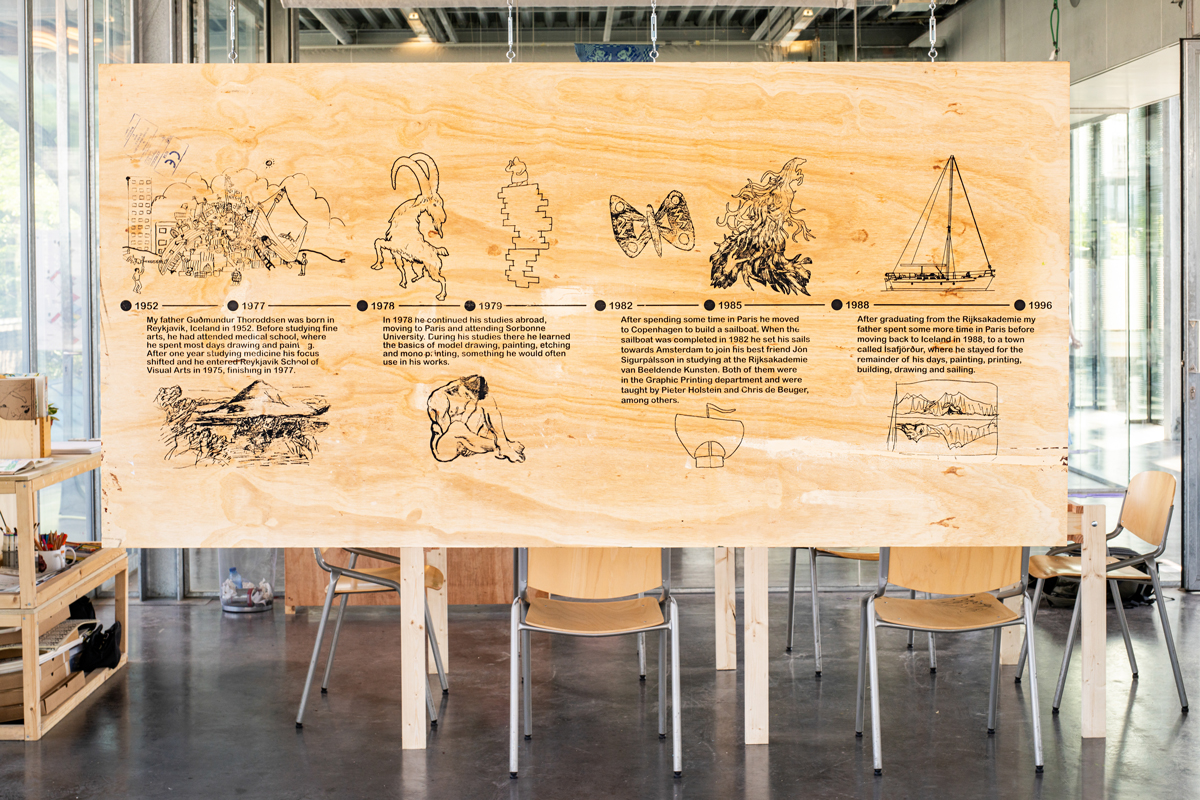 CE
1952 1977 1978 1979 1982 1985 1988 1996
My father Guðmundur Thoroddsen was born in
Reykjavik, Iceland in 1952. Before studying fine
arts, he had attended medical school, where
he spent most days drawing and pain g.
After one year studying medicine his focus
shifted and he entered Reykjavik School of
Visual Arts in 1975, finishing in 1977.
In 1978 he continued his studies abroad,
moving to Paris and attending Sorbonne
University. During his studies there he learned
the basics of model drawing, painting, etching
and mono printing, something he would often
use in his works.
After spending some time in Paris he moved
to Copenhagen to build a sailboat. When the
sailboat was completed in 1982 he set his sails
towards Amsterdam to join his best friend Jón
Sigurpálsson in studying at the Rijksakademie
van Beeldende Kunsten. Both of them were
in the Graphic Printing department and were
taught by Pieter Holstein and Chris de Beuger,
among others.
After graduating from the Rijksakademie my
father spent some more time in Paris before
moving back to Iceland in 1988, to a town
called Ísafjörður, where he stayed for the
remainder of his days, painting, printing,
building, drawing and sailing.